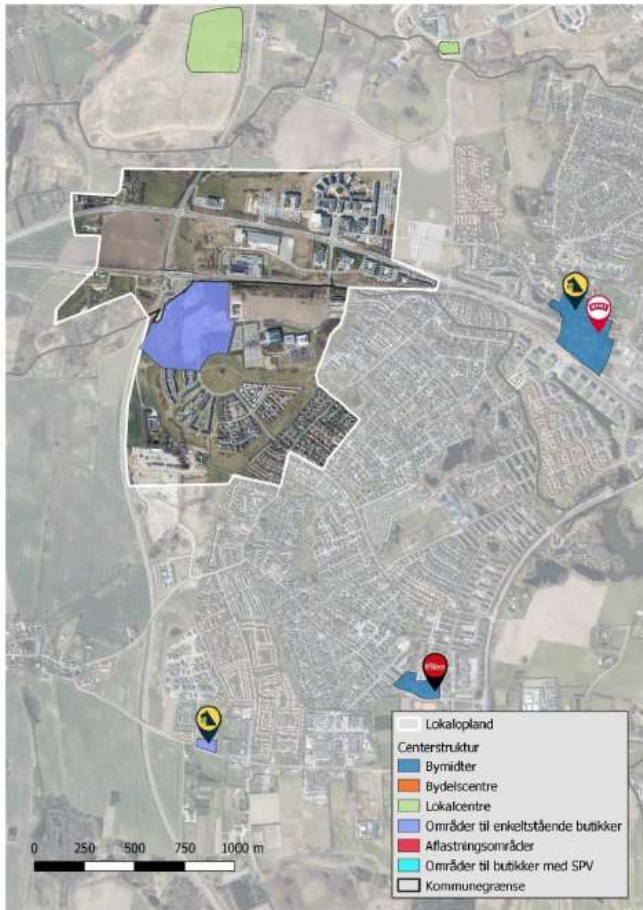 Lokalopland
Centerstruktur
Bymidter
Bydelscentre
Lokalcentre
Områder til enkeltstående butikker
Aflastningsområder
Områder til butikker med SPV
Kommunegrænse
0 250 500 750 1000 m